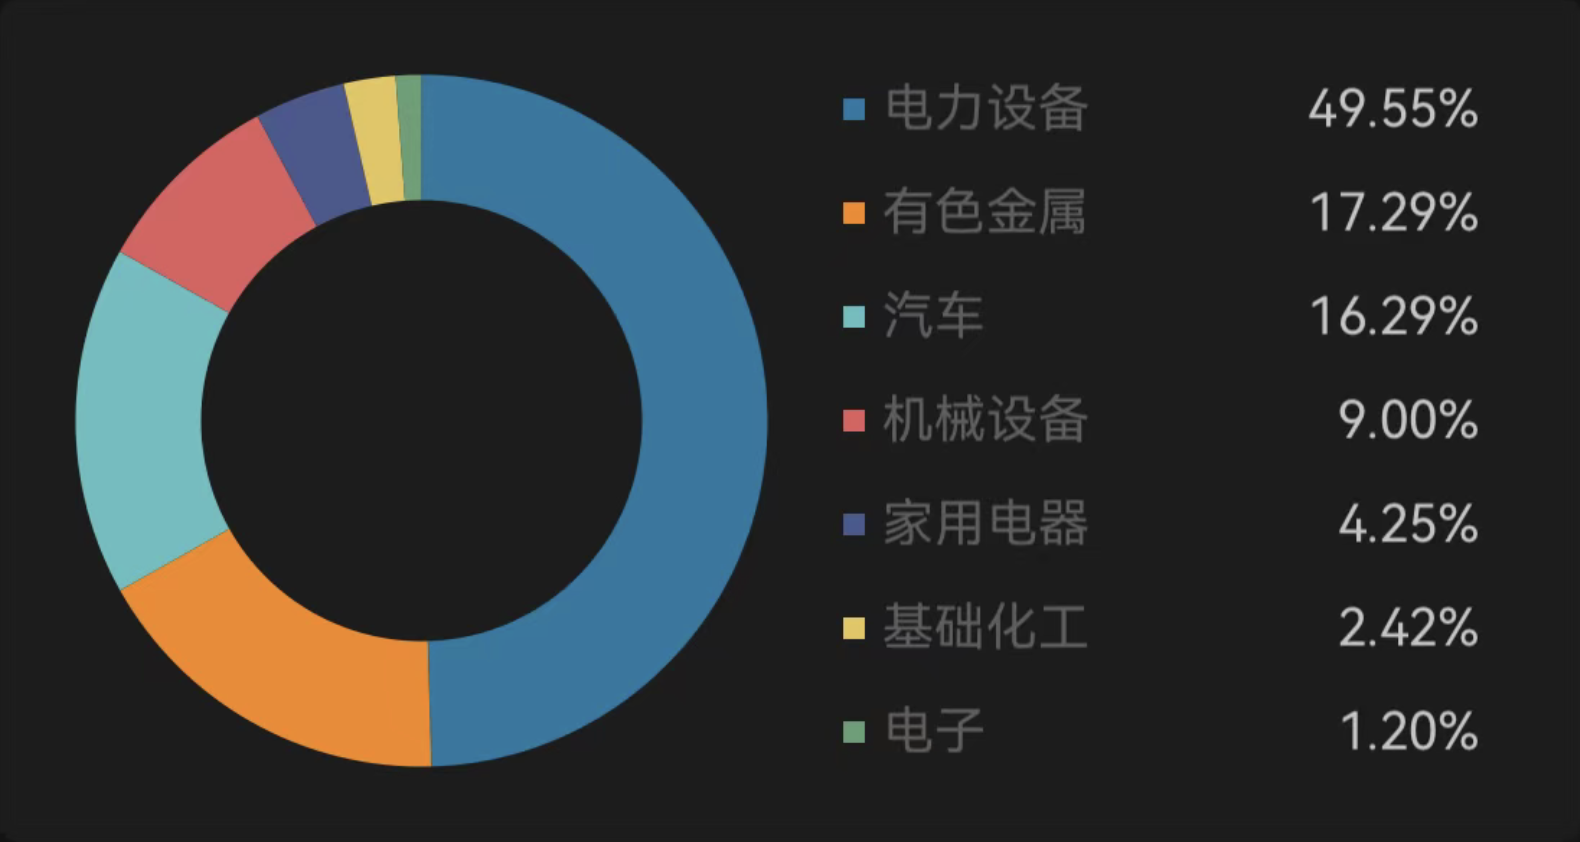 电力设备 49.55%
有色金属 17.29%
汽车 16.29%
机械设备 9.00%
家用电器 4.25%
基础化工 2.42%
电子 1.20%